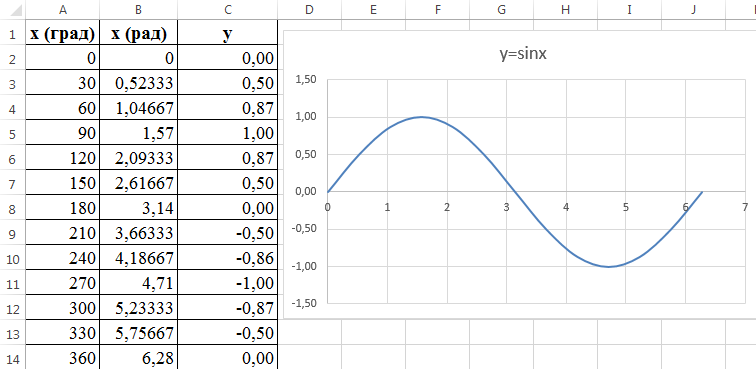 A B C D E F G H I J
1 x (град) x (рад) y
2 0 0 0,00
3 30 0,52333 0,50
4 60 1,04667 0,87
5 90 1,57 1,00
6 120 2,09333 0,87
7 150 2,61667 0,50
8 180 3,14 0,00
9 210 3,66333 -0,50
10 240 4,18667 -0,86
11 270 4,71 -1,00
12 300 5,23333 -0,87
13 330 5,75667 -0,50
14 360 6,28 0,00
y=sinx
1,50
1,00
0,50
0,00
-0,50
-1,00
-1,50
0 1 2 3 4 5 6 7